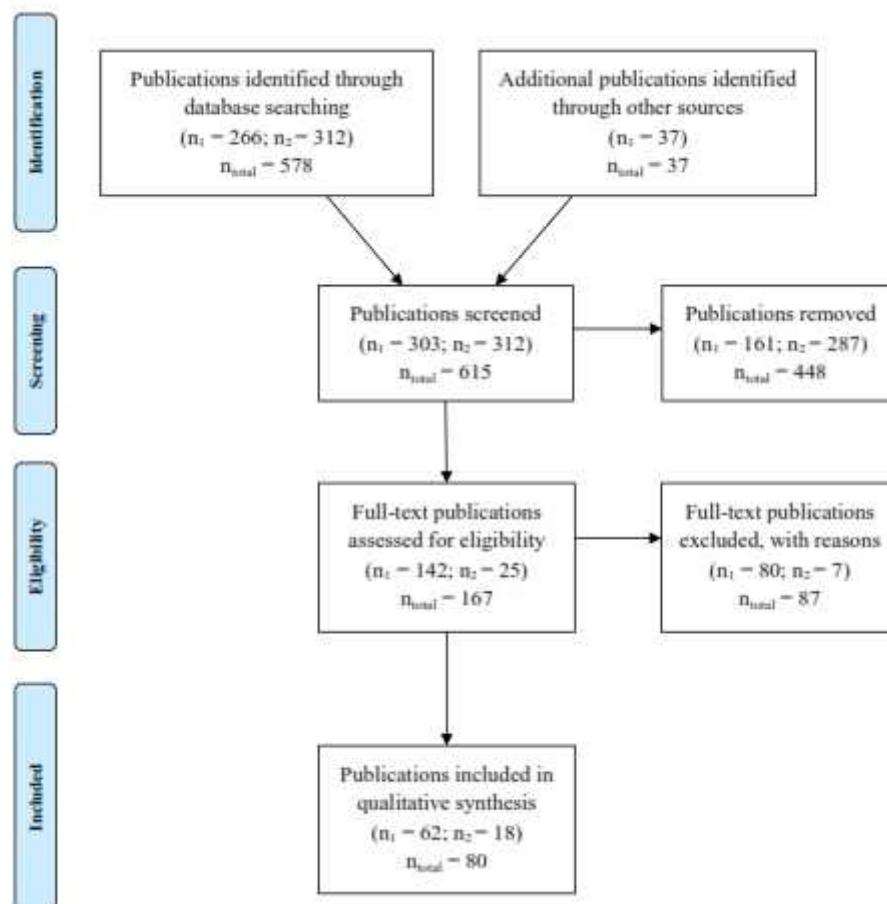 Identification
Publications identified through
database searching
(n₁ = 266; n₂ = 312)
nₜₒₜₐₗ = 578
Additional publications identified
through other sources
(n₁ = 37)
nₜₒₜₐₗ = 37
Screening
Publications screened
(n₁ = 303; n₂ = 312)
nₜₒₜₐₗ = 615
Publications removed
(n₁ = 161; n₂ = 287)
nₜₒₜₐₗ = 448
Eligibility
Full-text publications
assessed for eligibility
(n₁ = 142; n₂ = 25)
nₜₒₜₐₗ = 167
Full-text publications
excluded, with reasons
(n₁ = 80; n₂ = 7)
nₜₒₜₐₗ = 87
Included
Publications included in
qualitative synthesis
(n₁ = 62; n₂ = 18)
nₜₒₜₐₗ = 80